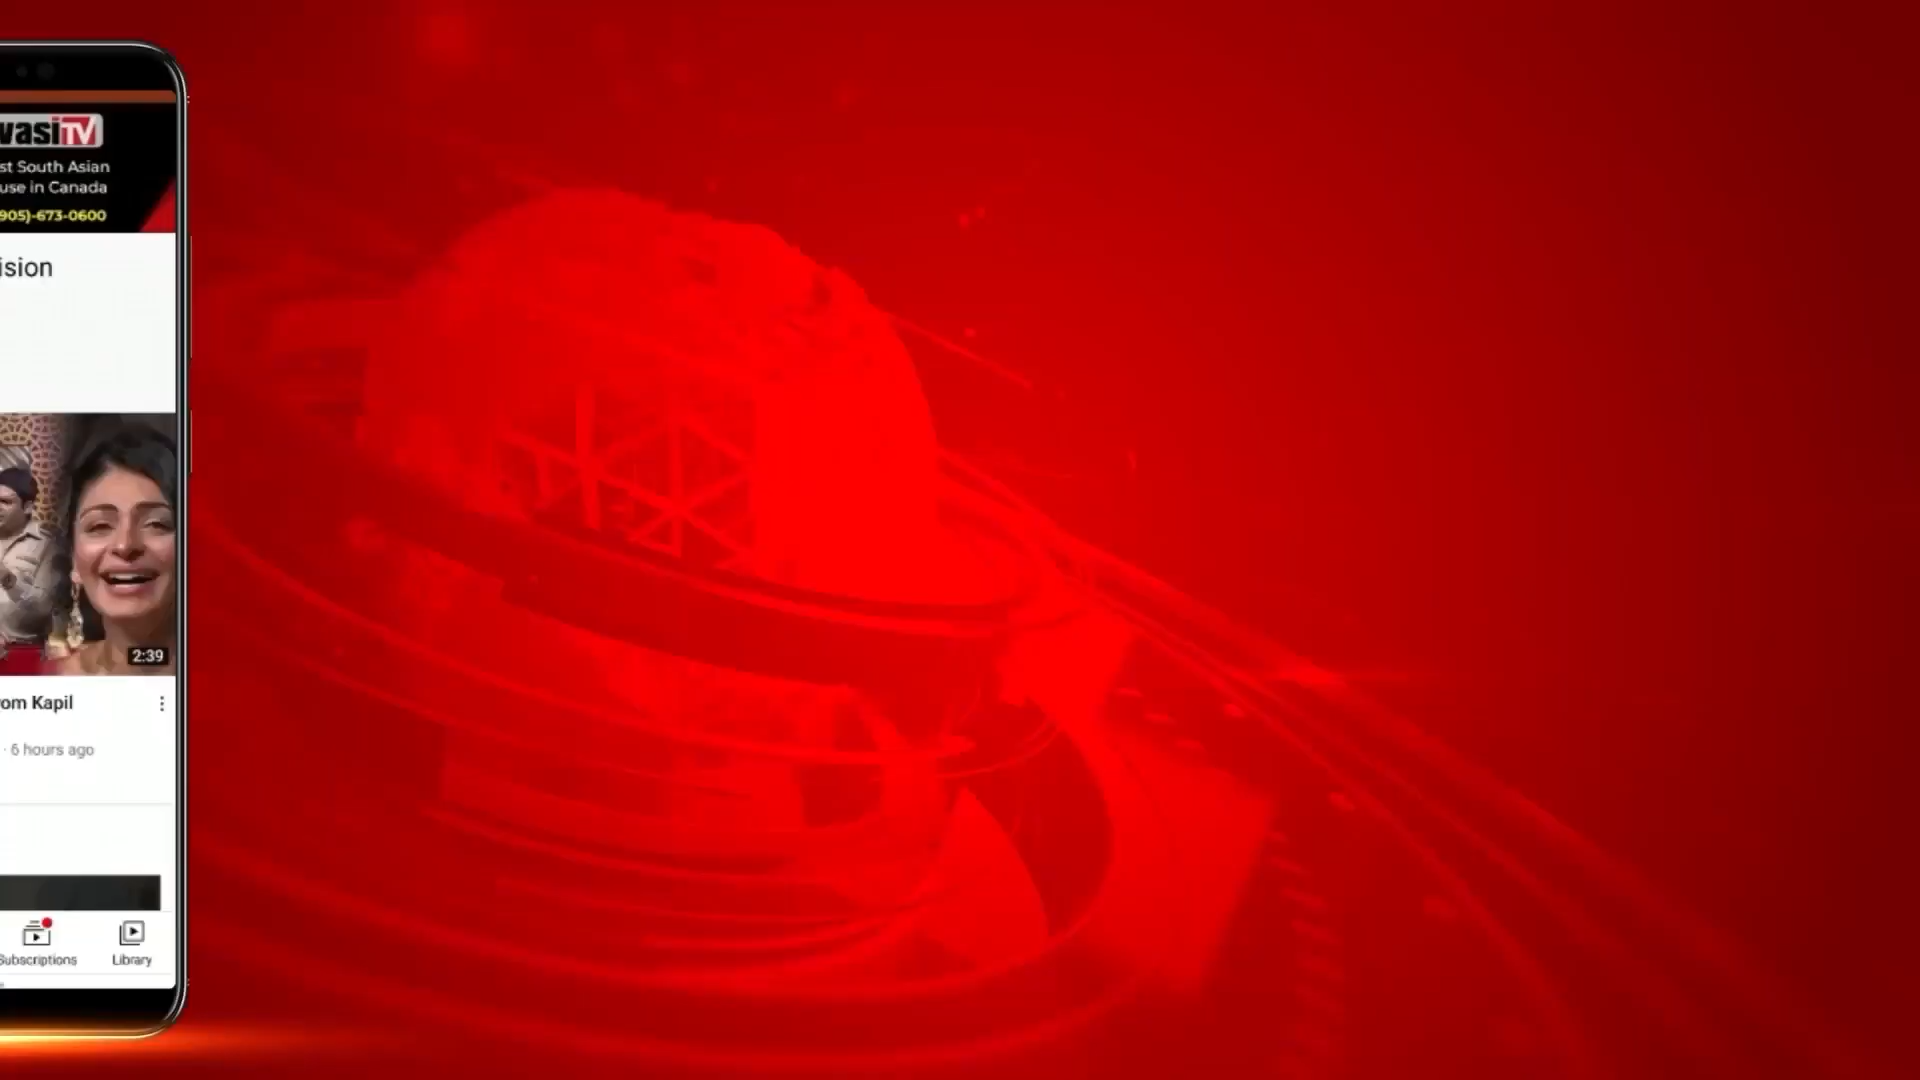 vasiTV
st South Asian
use in Canada
905)-673-0600
ision
2:39
om Kapil
· 6 hours ago
Subscriptions
Library